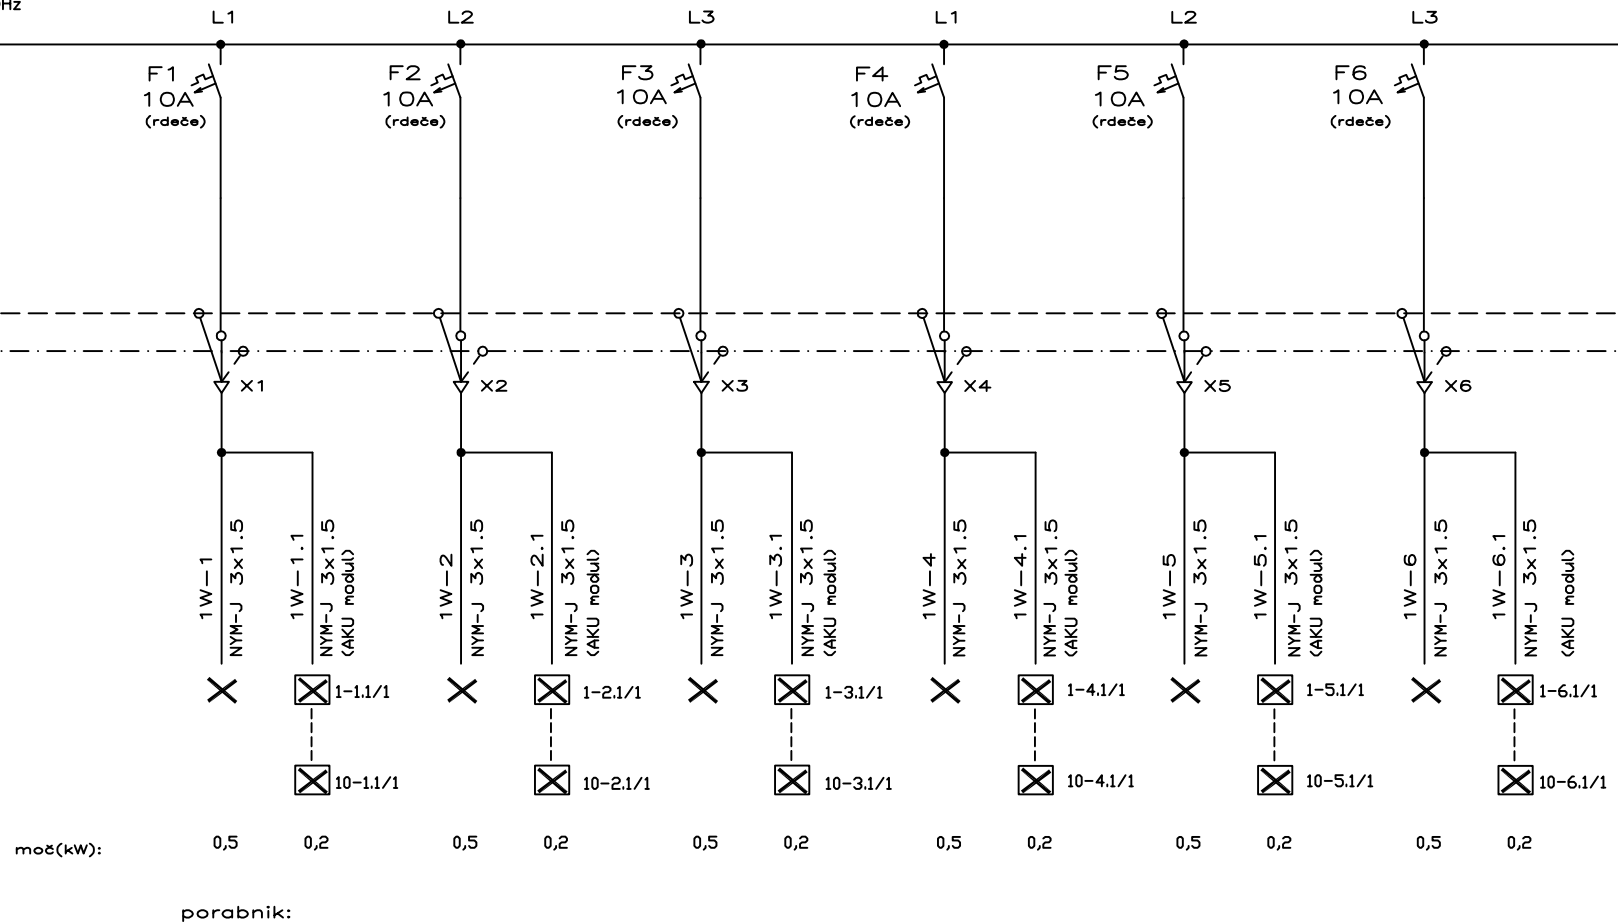 Hz
L1 L2 L3 L1 L2 L3
F1 F2 F3 F4 F5 F6
10A 10A 10A 10A 10A 10A
(rdeče) (rdeče) (rdeče) (rdeče) (rdeče) (rdeče)
X1 X2 X3 X4 X5 X6
1W-1
NYM-J 3x1.5
1W-1.1
NYM-J 3x1.5
(AKU modul)
1W-2
NYM-J 3x1.5
1W-2.1
NYM-J 3x1.5
(AKU modul)
1W-3
NYM-J 3x1.5
1W-3.1
NYM-J 3x1.5
(AKU modul)
1W-4
NYM-J 3x1.5
1W-4.1
NYM-J 3x1.5
(AKU modul)
1W-5
NYM-J 3x1.5
1W-5.1
NYM-J 3x1.5
(AKU modul)
1W-6
NYM-J 3x1.5
1W-6.1
NYM-J 3x1.5
(AKU modul)
1-1.1/1 1-2.1/1 1-3.1/1 1-4.1/1 1-5.1/1 1-6.1/1
10-1.1/1 10-2.1/1 10-3.1/1 10-4.1/1 10-5.1/1 10-6.1/1
moč(kW): 0,5 0,2 0,5 0,2 0,5 0,2 0,5 0,2 0,5 0,2 0,5 0,2
porabnik: